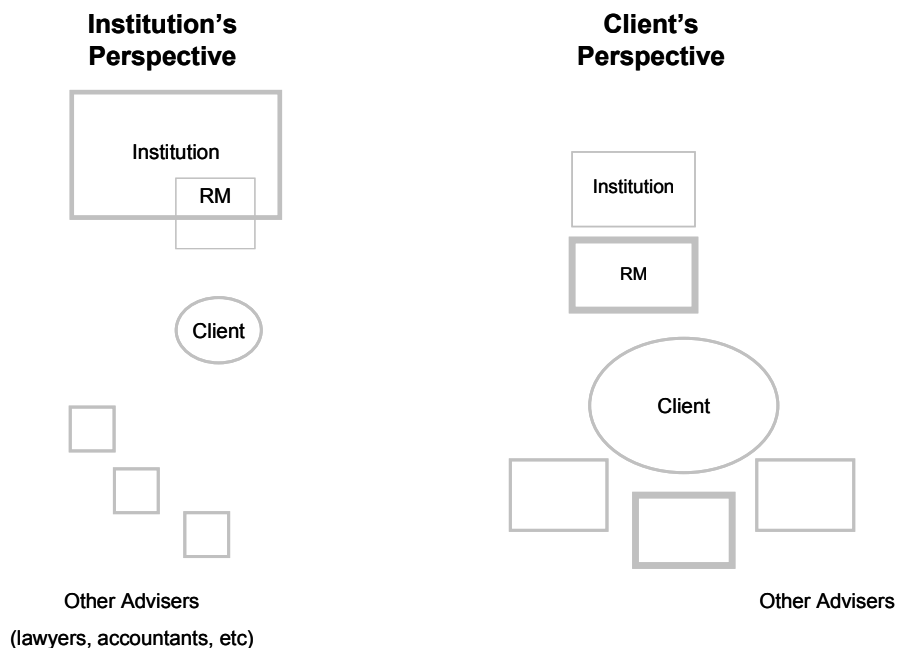 Institution's
Perspective
Institution
RM
Client
Other Advisers
(lawyers, accountants, etc)
Client's
Perspective
Institution
RM
Client
Other Advisers